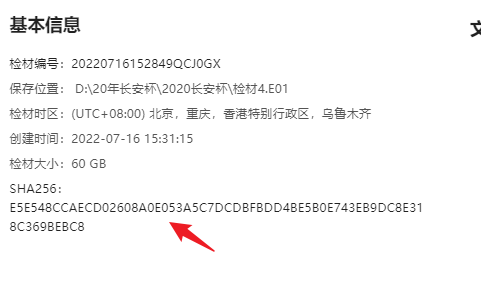 基本信息
检材编号：20220716152849QCJ0GX
保存位置： D:\20年长安杯\2020长安杯\检材4.E01
检材时区：(UTC+08:00) 北京，重庆，香港特别行政区，乌鲁木齐
创建时间：2022-07-16 15:31:15
检材大小：60 GB
SHA256：
E5E548CCAECD02608A0E053A5C7DCDBFBDD4BE5B0E743EB9DC8E31
8C369BEBC8